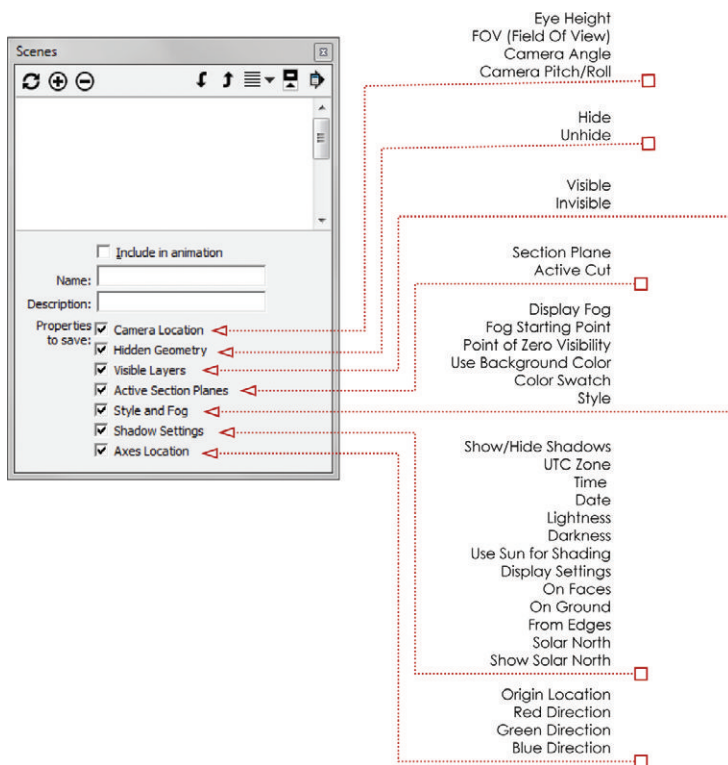 Scenes
Include in animation
Name:
Description:
Properties
to save:
Camera Location
Hidden Geometry
Visible Layers
Active Section Planes
Style and Fog
Shadow Settings
Axes Location
Eye Height
FOV (Field Of View)
Camera Angle
Camera Pitch/Roll
Hide
Unhide
Visible
Invisible
Section Plane
Active Cut
Display Fog
Fog Starting Point
Point of Zero Visibility
Use Background Color
Color Swatch
Style
Show/Hide Shadows
UTC Zone
Time
Date
Lightness
Darkness
Use Sun for Shading
Display Settings
On Faces
On Ground
From Edges
Solar North
Show Solar North
Origin Location
Red Direction
Green Direction
Blue Direction